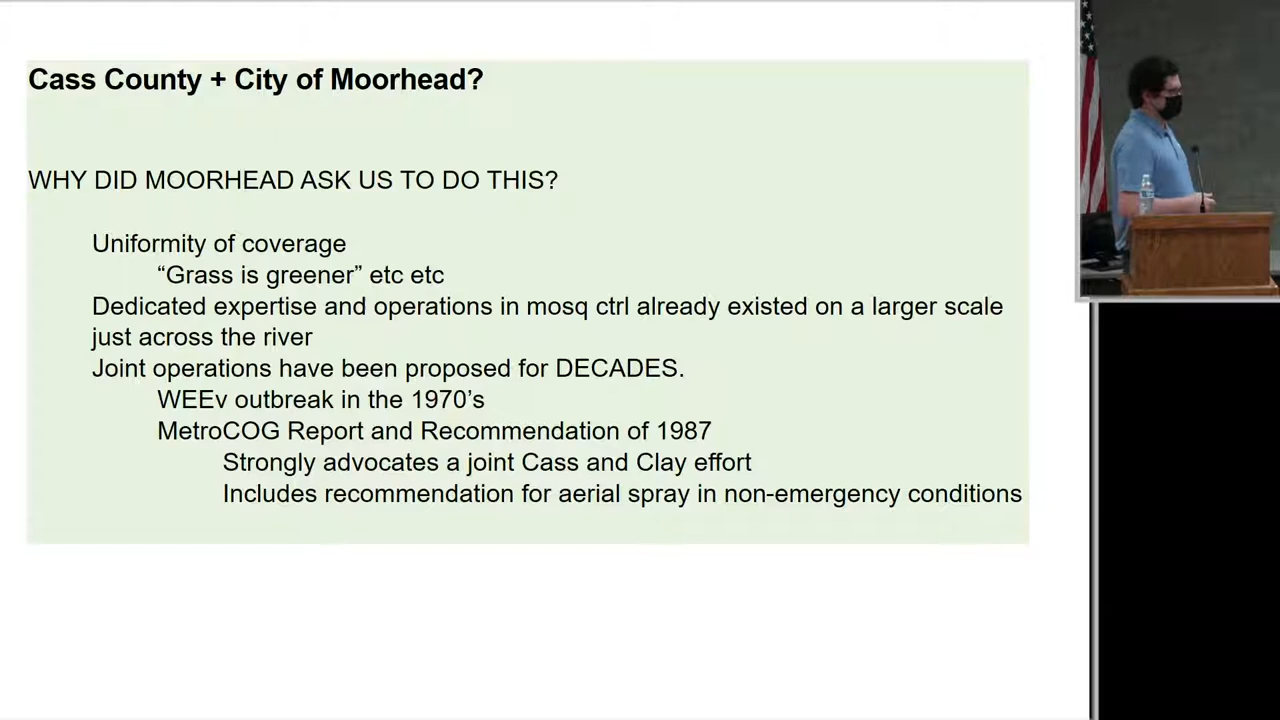 Cass County + City of Moorhead?
WHY DID MOORHEAD ASK US TO DO THIS?
Uniformity of coverage
“Grass is greener” etc etc
Dedicated expertise and operations in mosq ctrl already existed on a larger scale
just across the river
Joint operations have been proposed for DECADES.
WEEv outbreak in the 1970’s
MetroCOG Report and Recommendation of 1987
Strongly advocates a joint Cass and Clay effort
Includes recommendation for aerial spray in non-emergency conditions